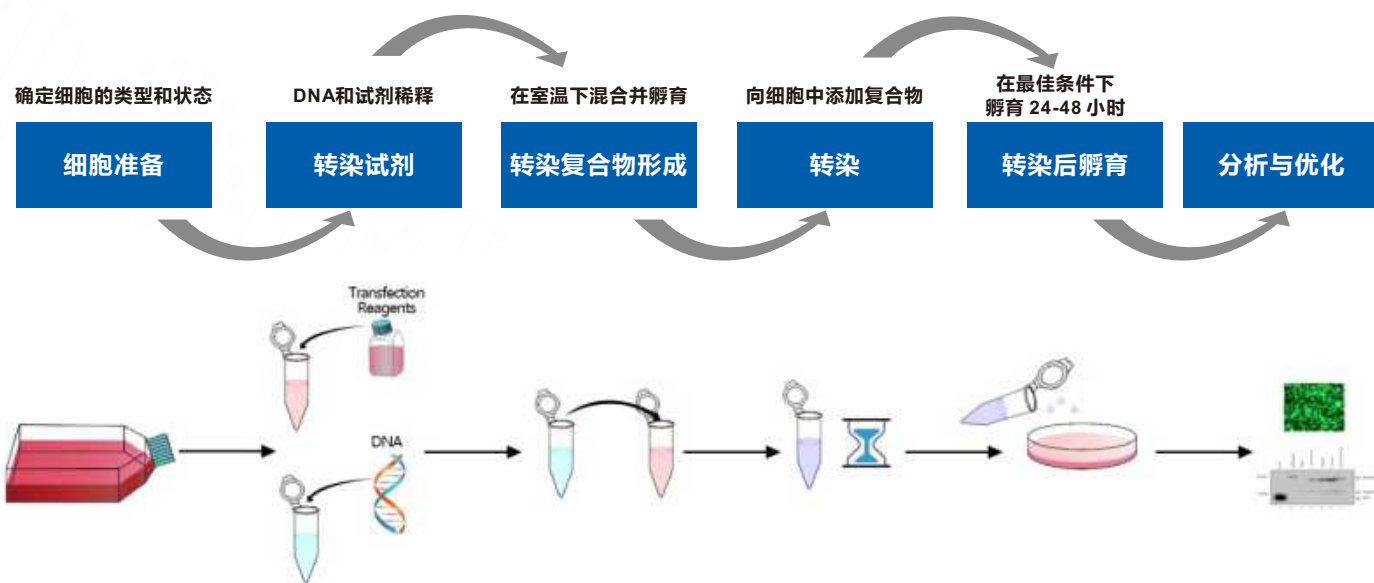 确定细胞的类型和状态
DNA和试剂稀释
在室温下混合并孵育
向细胞中添加复合物
在最佳条件下
孵育 24-48 小时
细胞准备
转染试剂
转染复合物形成
转染
转染后孵育
分析与优化
Transfection
Reagents
DNA